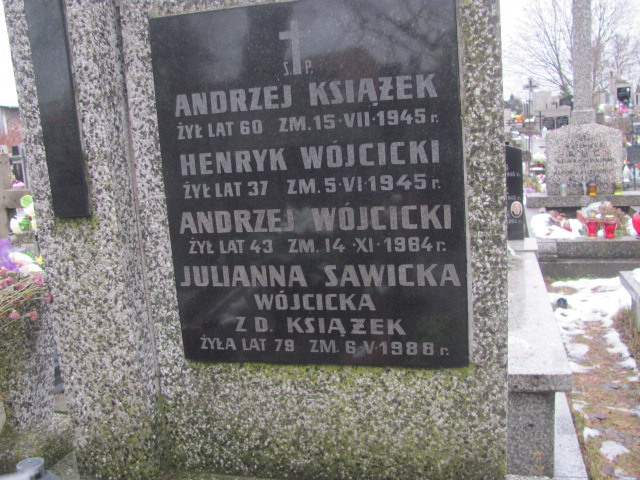 Ś.P.
ANDRZEJ KSIĄŻEK
ŻYŁ LAT 60 ZM. 15·VII·1945 r.
HENRYK WÓJCICKI
ŻYŁ LAT 37 ZM. 5·VI·1945 r.
ANDRZEJ WÓJCICKI
ŻYŁ LAT 43 ZM. 14·XI·1984 r.
JULIANNA SAWICKA
WÓJCICKA
Z D. KSIĄŻEK
ŻYŁA LAT 79 ZM. 6·V·1988 r.